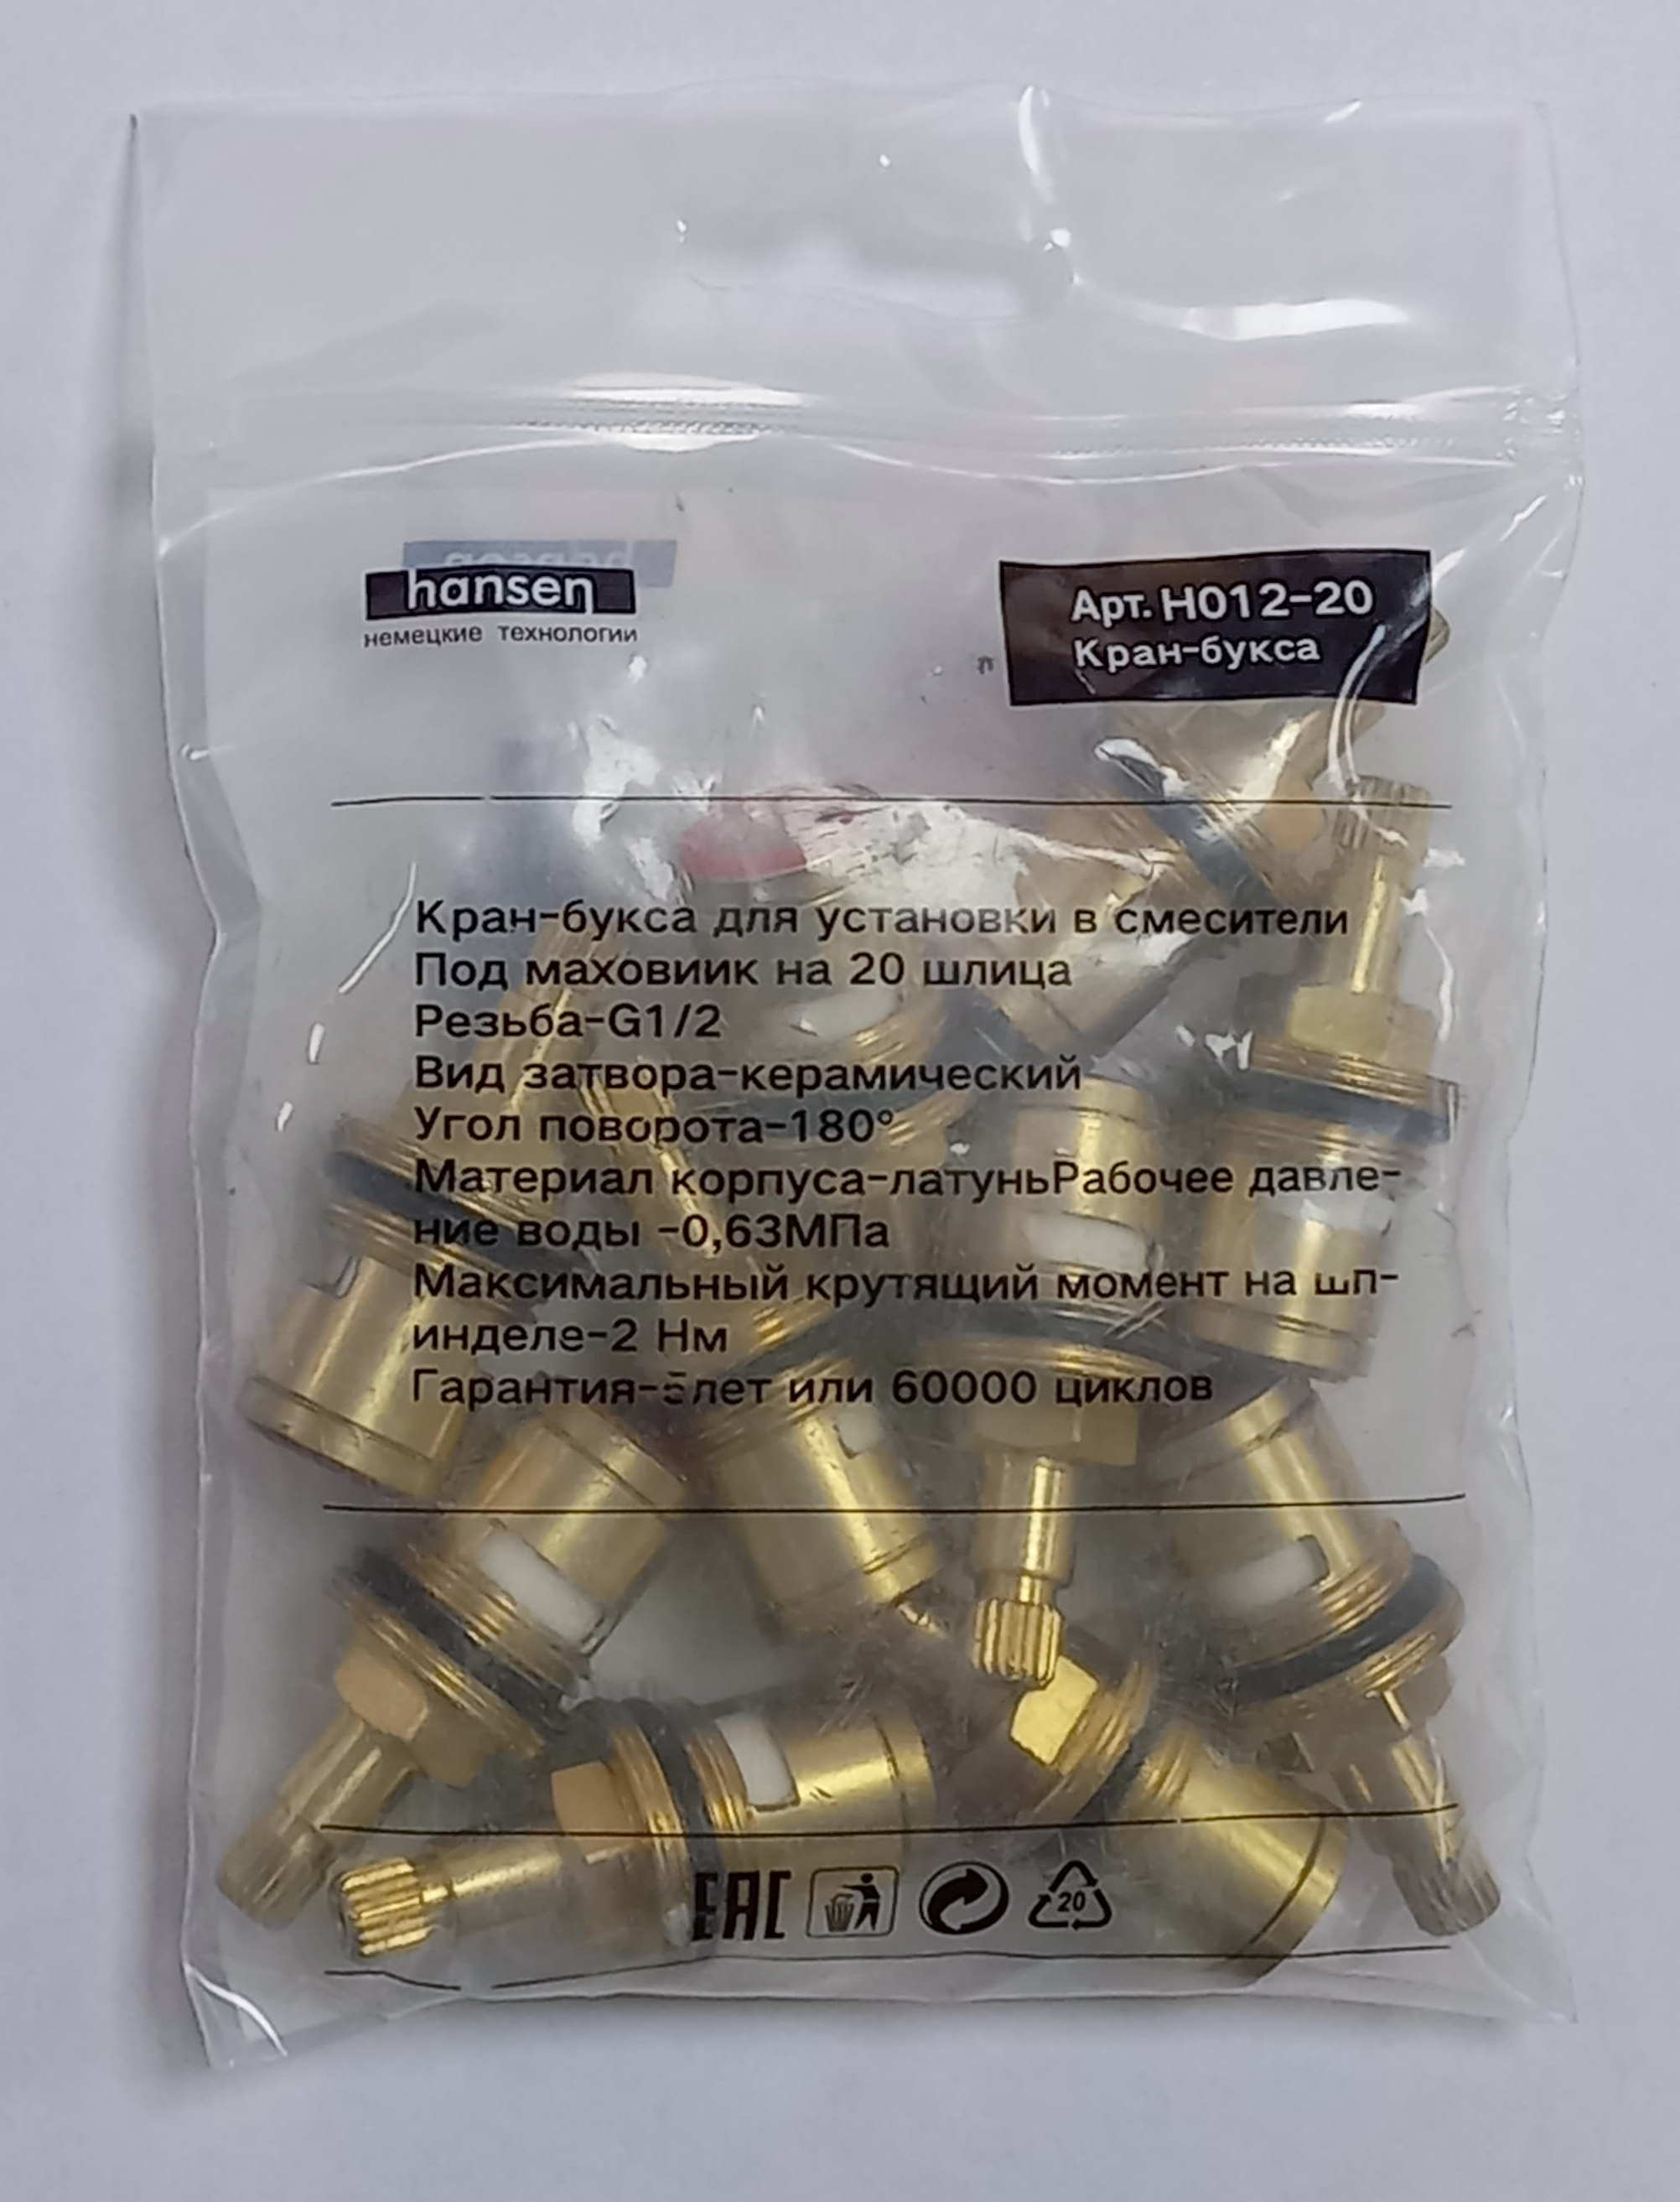 hansen
немецкие технологии
Арт. H012-20
Кран-букса
Кран-букса для установки в смесители
Под маховиик на 20 шлица
Резьба-G1/2
Вид затвора-керамический
Угол поворота-180°
Материал корпуса-латуньРабочее давле-
ние воды -0,63МПа
Максимальный крутящий момент на шп-
инделе-2 Нм
Гарантия-5лет или 60000 циклов
EAC
20